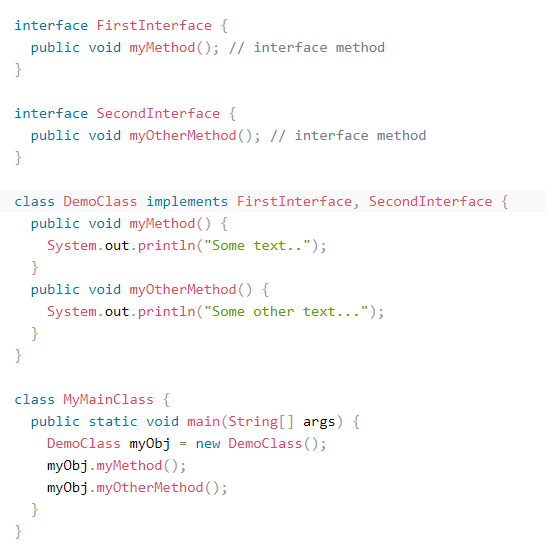 interface FirstInterface {
  public void myMethod(); // interface method
}

interface SecondInterface {
  public void myOtherMethod(); // interface method
}

class DemoClass implements FirstInterface, SecondInterface {
  public void myMethod() {
    System.out.println("Some text..");
  }
  public void myOtherMethod() {
    System.out.println("Some other text...");
  }
}

class MyMainClass {
  public static void main(String[] args) {
    DemoClass myObj = new DemoClass();
    myObj.myMethod();
    myObj.myOtherMethod();
  }
}